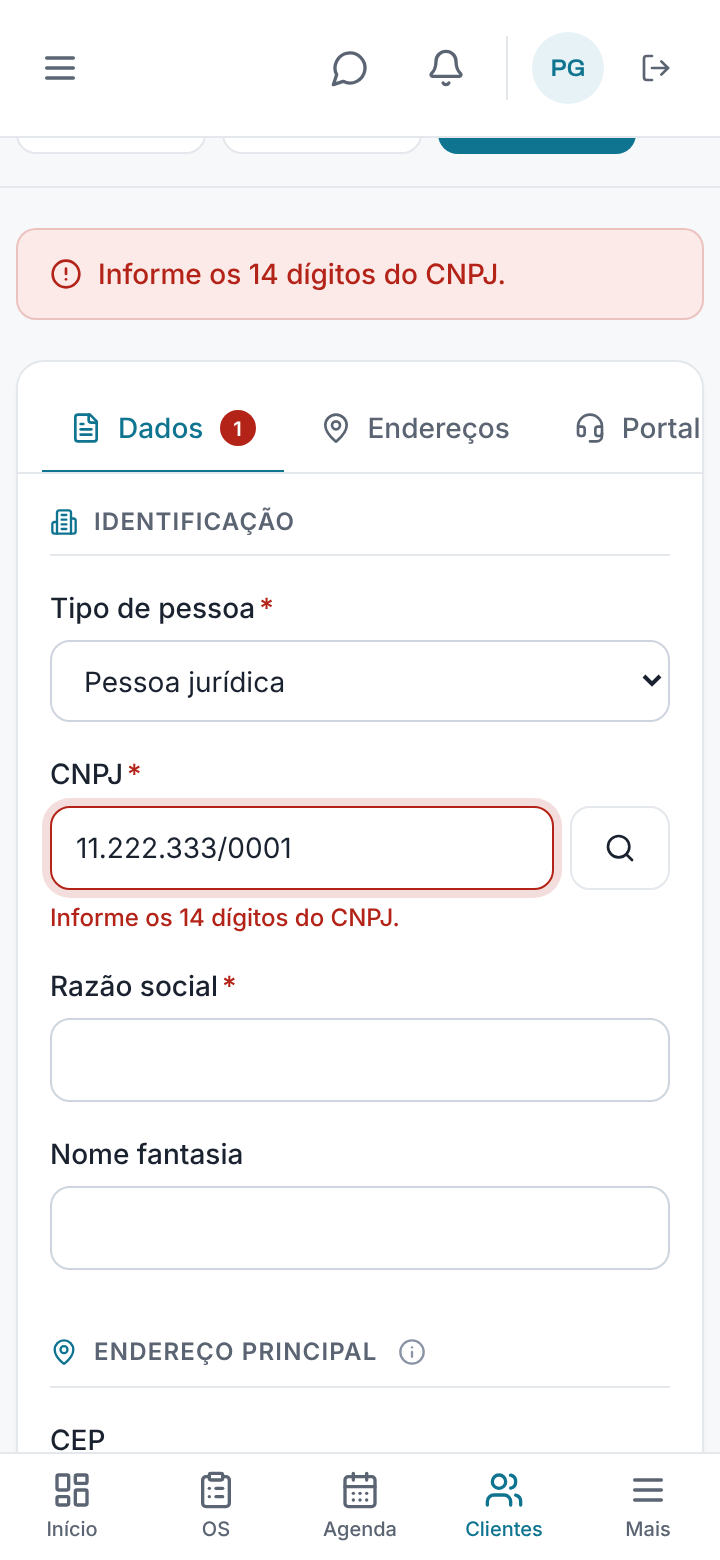 PG
Informe os 14 dígitos do CNPJ.
Dados 1 Endereços Portal
IDENTIFICAÇÃO
Tipo de pessoa*
Pessoa jurídica
CNPJ*
11.222.333/0001
Informe os 14 dígitos do CNPJ.
Razão social*
Nome fantasia
ENDEREÇO PRINCIPAL
CEP
Início OS Agenda Clientes Mais